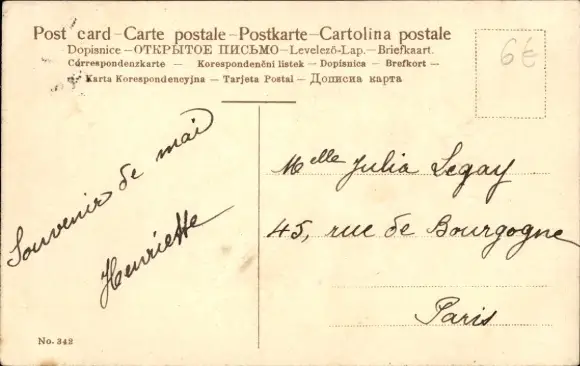 Post card – Carte postale – Postkarte – Cartolina postale
Dopisnice – ОТКРЫТОЕ ПИСЬМО – Levelező-Lap. – Briefkaart.
Correspondenzkarte – Korespondenční listek – Dopisnica – Brefkort –
Karta Korespondencyjna – Tarjeta Postal – Дописна карта
6€
Souvenir de mai
Henriette
Melle Julia Legay
45, rue de Bourgogne
Paris
No. 342